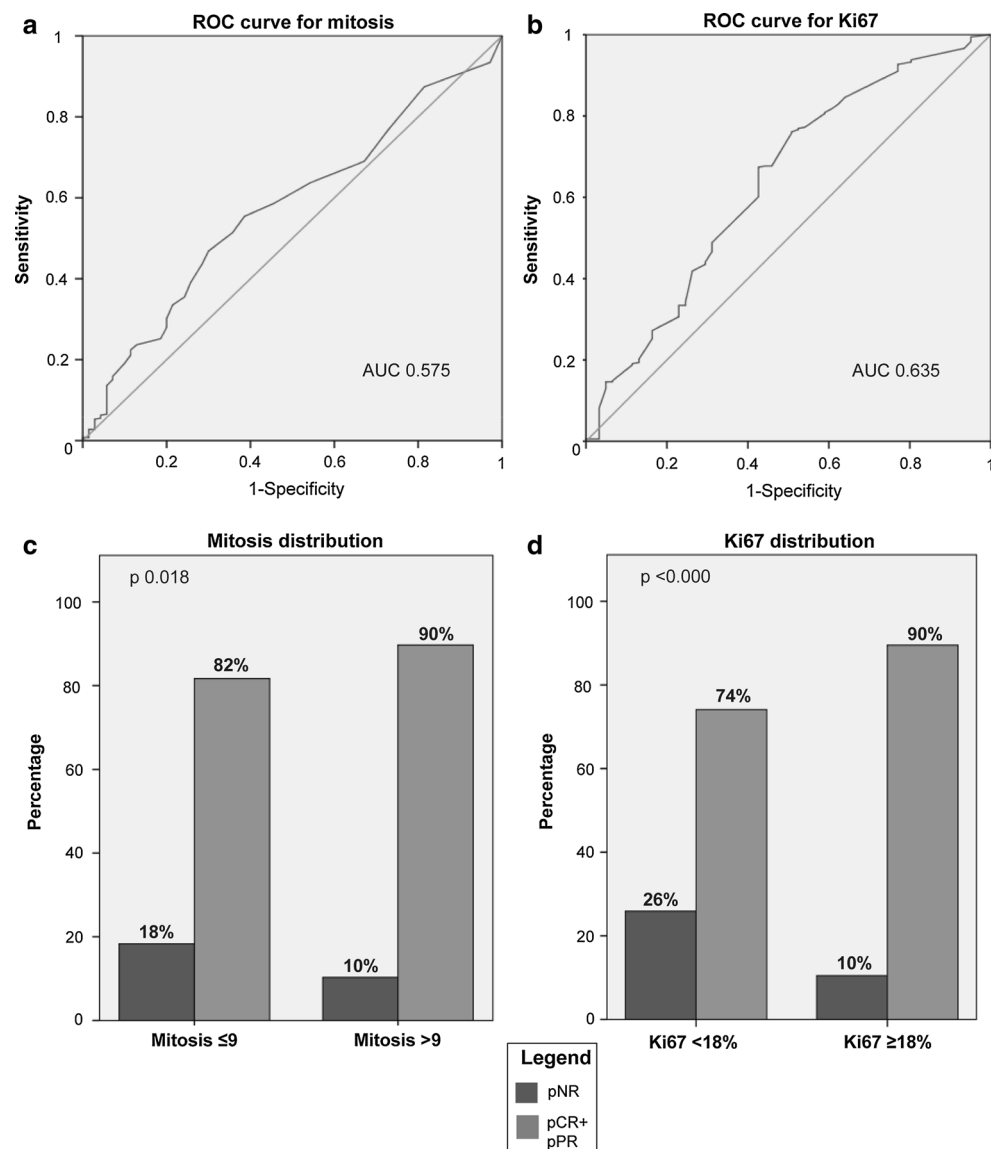 a
ROC curve for mitosis
1
0.8
0.6
0.4
0.2
0
Sensitivity
AUC 0.575
0.2 0.4 0.6 0.8 1
1-Specificity
b
ROC curve for Ki67
1
0.8
0.6
0.4
0.2
0
Sensitivity
AUC 0.635
0.2 0.4 0.6 0.8 1
1-Specificity
c
Mitosis distribution
p 0.018
100
80
60
40
20
0
Percentage
18%
82%
10%
90%
Mitosis ≤9
Mitosis >9
d
Ki67 distribution
p <0.000
100
80
60
40
20
0
Percentage
26%
74%
10%
90%
Ki67 <18%
Ki67 ≥18%
Legend
pNR
pCR+
pPR